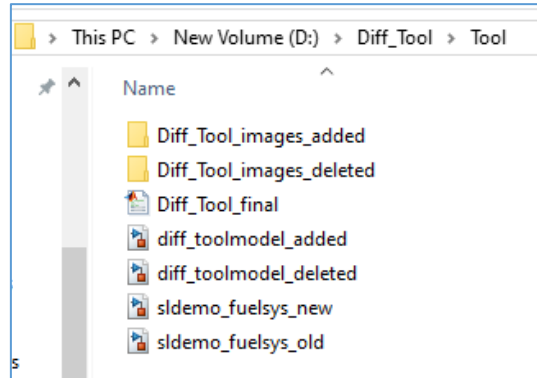 This PC > New Volume (D:) > Diff_Tool > Tool
Name
Diff_Tool_images_added
Diff_Tool_images_deleted
Diff_Tool_final
diff_toolmodel_added
diff_toolmodel_deleted
sldemo_fuelsys_new
sldemo_fuelsys_old
s